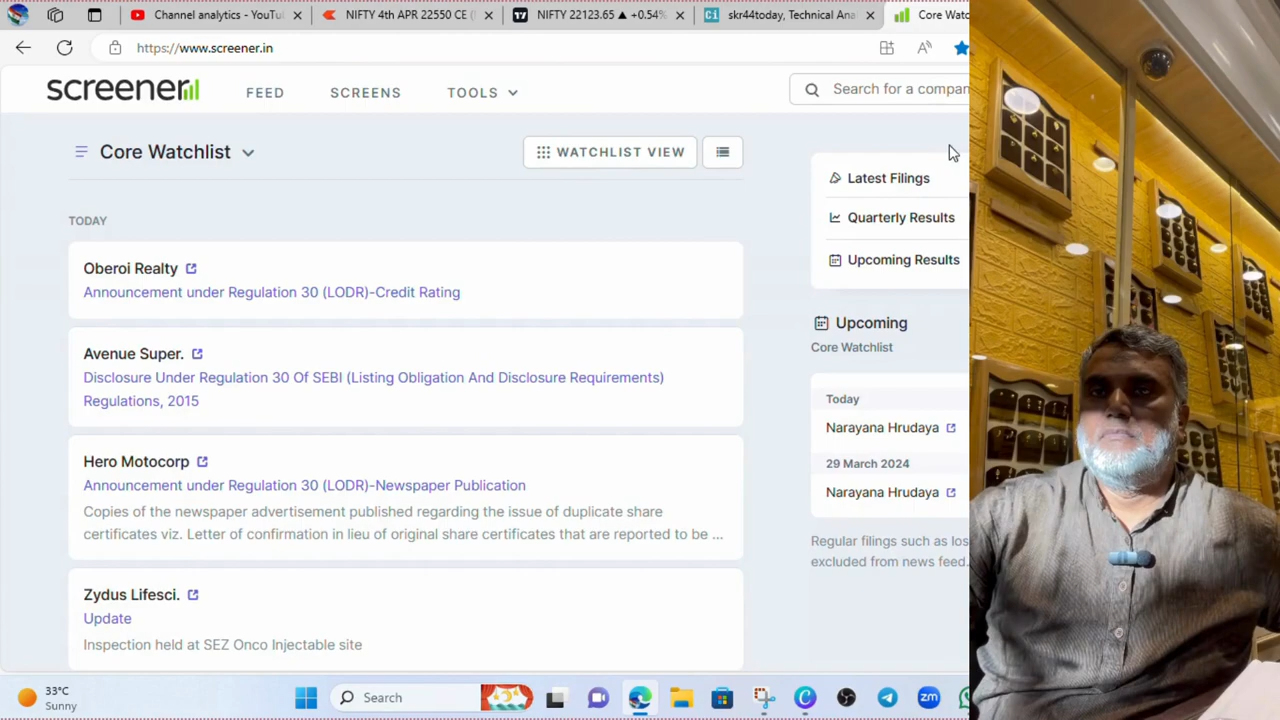 Channel analytics - YouTu
NIFTY 4th APR 22550 CE (
NIFTY 22123.65 ▲ +0.54%
skr44today, Technical Ana
Core Watc
https://www.screener.in
screener
FEED
SCREENS
TOOLS
Search for a compan
Core Watchlist
WATCHLIST VIEW
TODAY
Oberoi Realty
Announcement under Regulation 30 (LODR)-Credit Rating
Avenue Super.
Disclosure Under Regulation 30 Of SEBI (Listing Obligation And Disclosure Requirements)
Regulations, 2015
Hero Motocorp
Announcement under Regulation 30 (LODR)-Newspaper Publication
Copies of the newspaper advertisement published regarding the issue of duplicate share
certificates viz. Letter of confirmation in lieu of original share certificates that are reported to be ...
Zydus Lifesci.
Update
Inspection held at SEZ Onco Injectable site
Latest Filings
Quarterly Results
Upcoming Results
Upcoming
Core Watchlist
Today
Narayana Hrudaya
29 March 2024
Narayana Hrudaya
Regular filings such as los
excluded from news feed.
33°C
Sunny
Search
zm